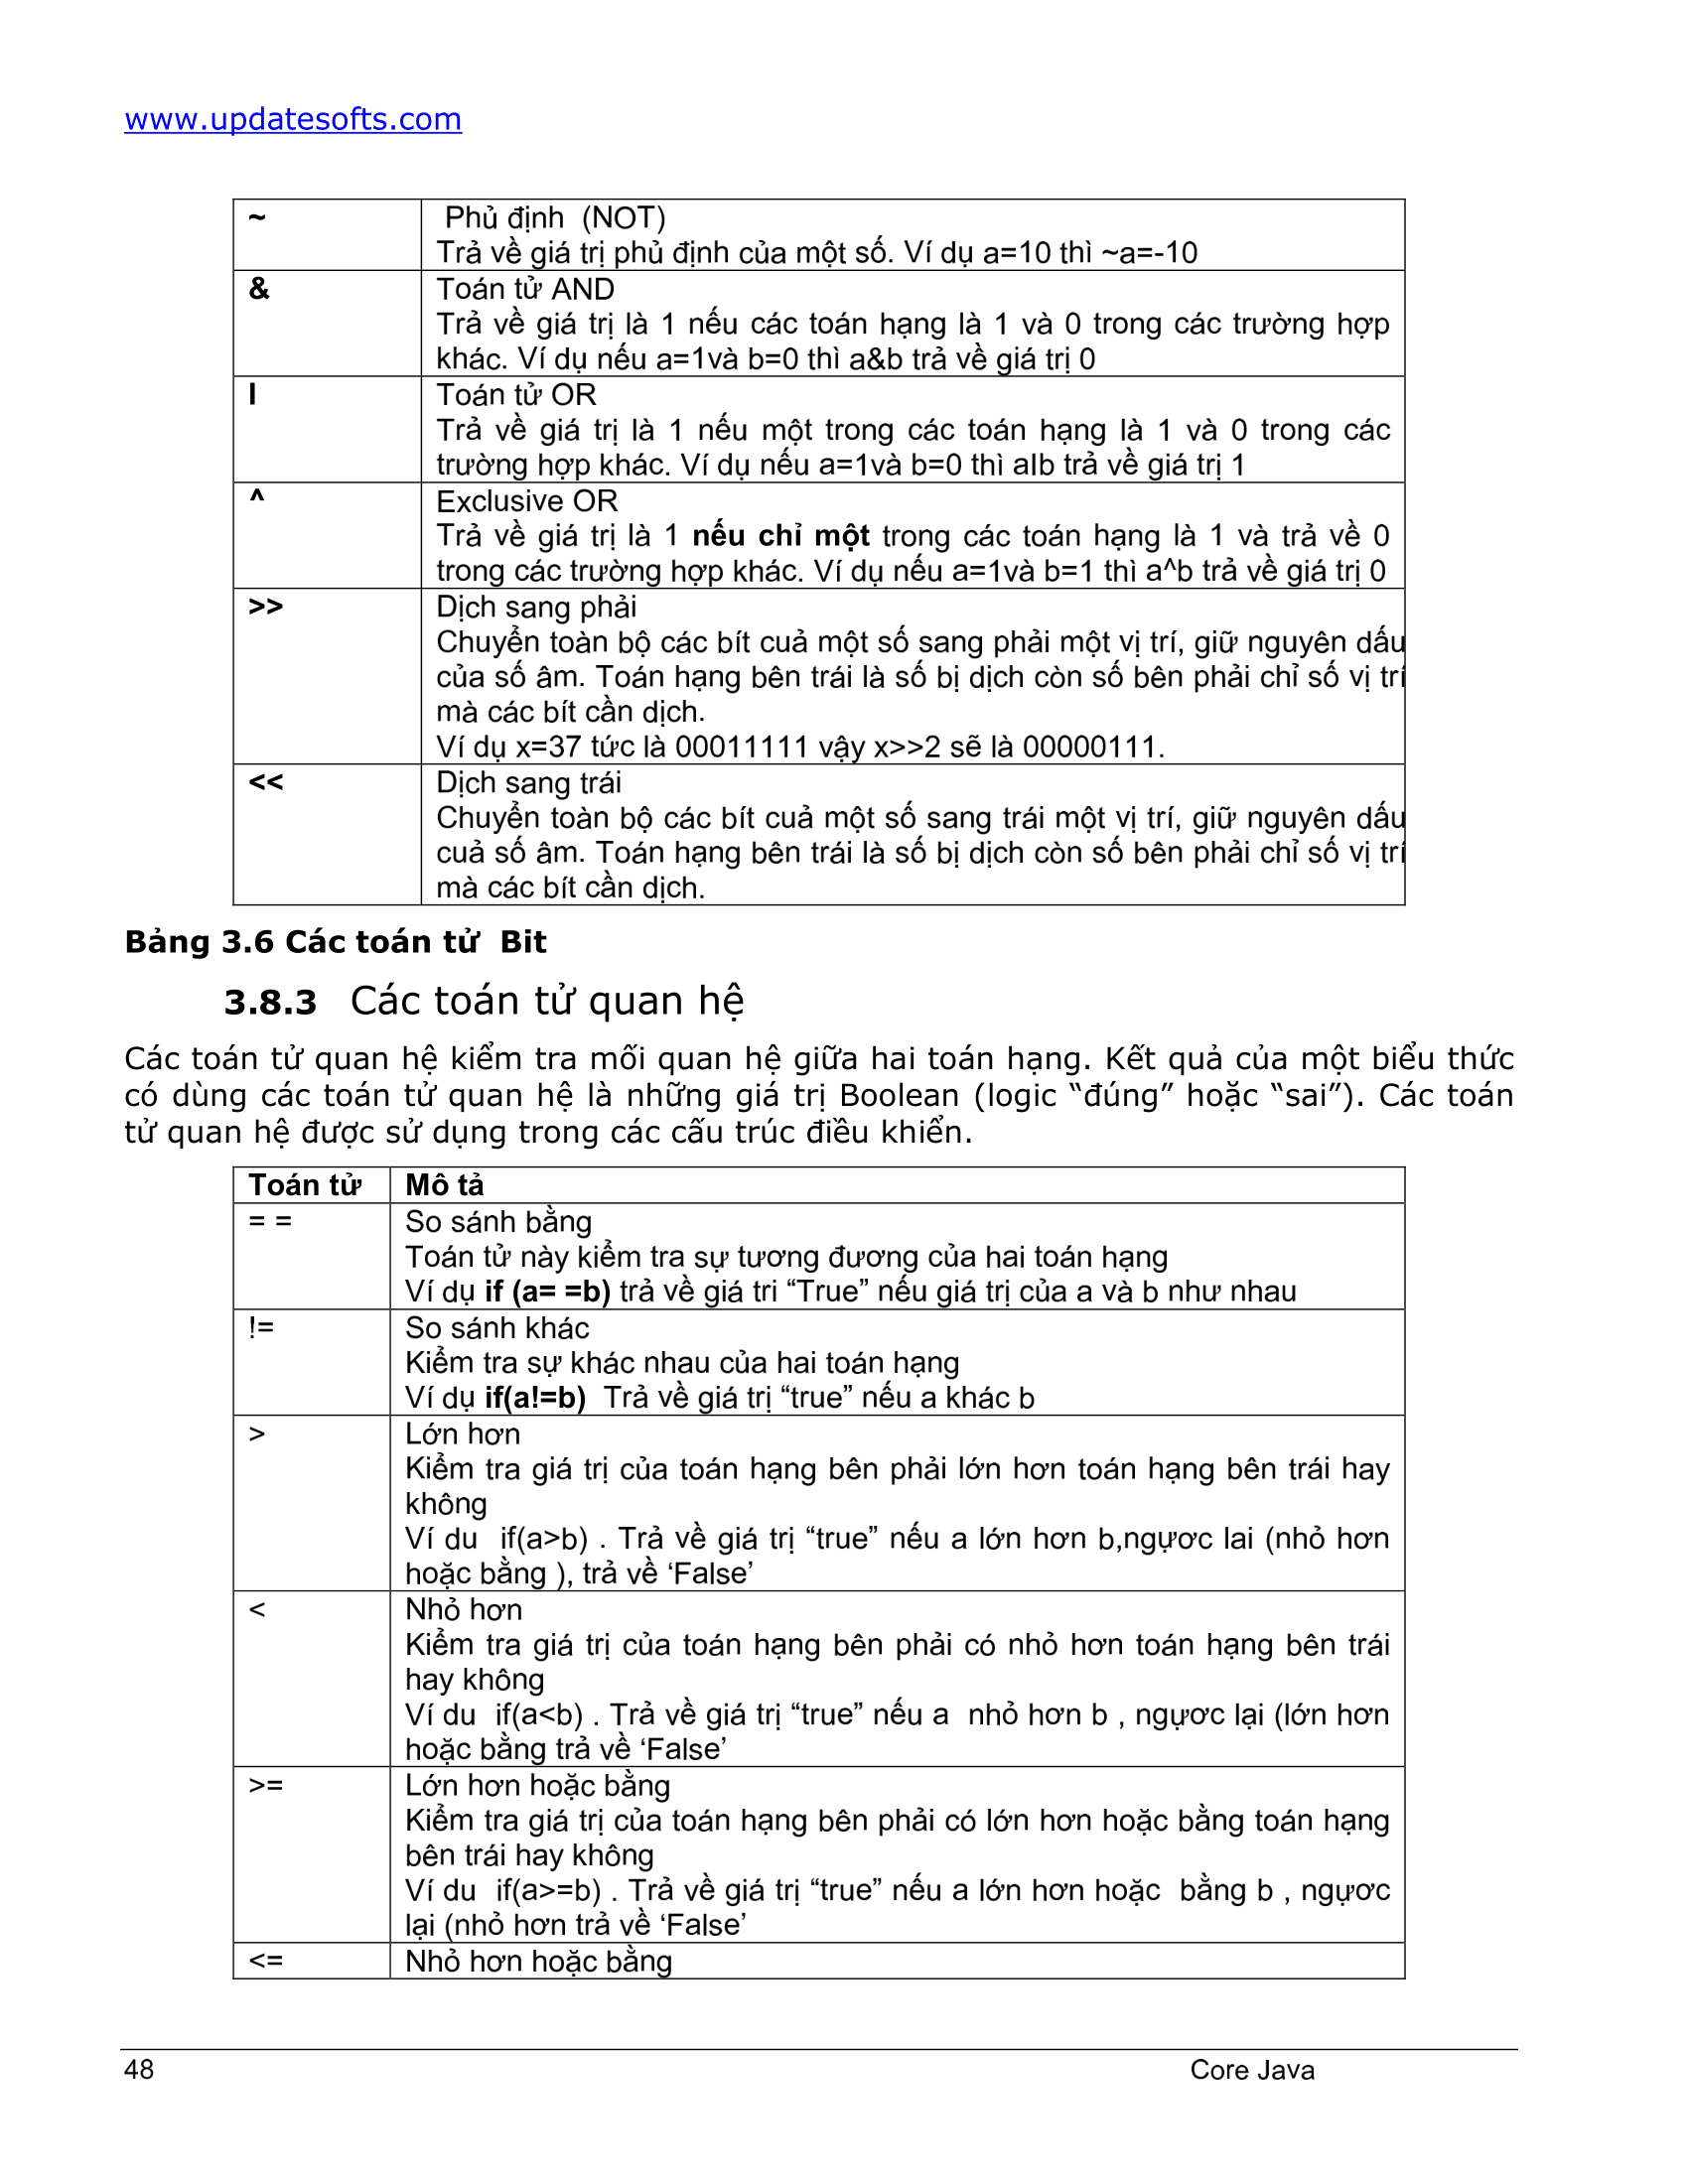 www.updatesofts.com
~ Phủ định (NOT)
Trả về giá trị phủ định của một số. Ví dụ a=10 thì ~a=-10
& Toán tử AND
Trả về giá trị là 1 nếu các toán hạng là 1 và 0 trong các trường hợp
khác. Ví dụ nếu a=1và b=0 thì a&b trả về giá trị 0
I Toán tử OR
Trả về giá trị là 1 nếu một trong các toán hạng là 1 và 0 trong các
trường hợp khác. Ví dụ nếu a=1và b=0 thì aIb trả về giá trị 1
^ Exclusive OR
Trả về giá trị là 1 nếu chỉ một trong các toán hạng là 1 và trả về 0
trong các trường hợp khác. Ví dụ nếu a=1và b=1 thì a^b trả về giá trị 0
>> Dịch sang phải
Chuyển toàn bộ các bít cuả một số sang phải một vị trí, giữ nguyên dấu
của số âm. Toán hạng bên trái là số bị dịch còn số bên phải chỉ số vị trí
mà các bít cần dịch.
Ví dụ x=37 tức là 00011111 vậy x>>2 sẽ là 00000111.
<< Dịch sang trái
Chuyển toàn bộ các bít cuả một số sang trái một vị trí, giữ nguyên dấu
cuả số âm. Toán hạng bên trái là số bị dịch còn số bên phải chỉ số vị trí
mà các bít cần dịch.
Bảng 3.6 Các toán tử Bit
3.8.3 Các toán tử quan hệ
Các toán tử quan hệ kiểm tra mối quan hệ giữa hai toán hạng. Kết quả của một biểu thức
có dùng các toán tử quan hệ là những giá trị Boolean (logic “đúng” hoặc “sai”). Các toán
tử quan hệ được sử dụng trong các cấu trúc điều khiển.
Toán tử Mô tả
= = So sánh bằng
Toán tử này kiểm tra sự tương đương của hai toán hạng
Ví dụ if (a= =b) trả về giá tri “True” nếu giá trị của a và b như nhau
!= So sánh khác
Kiểm tra sự khác nhau của hai toán hạng
Ví dụ if(a!=b) Trả về giá trị “true” nếu a khác b
> Lớn hơn
Kiểm tra giá trị của toán hạng bên phải lớn hơn toán hạng bên trái hay
không
Ví du if(a>b) . Trả về giá trị “true” nếu a lớn hơn b,ngựơc lai (nhỏ hơn
hoặc bằng ), trả về ‘False’
< Nhỏ hơn
Kiểm tra giá trị của toán hạng bên phải có nhỏ hơn toán hạng bên trái
hay không
Ví du if(a<b) . Trả về giá trị “true” nếu a nhỏ hơn b , ngựơc lại (lớn hơn
hoặc bằng trả về ‘False’
>= Lớn hơn hoặc bằng
Kiểm tra giá trị của toán hạng bên phải có lớn hơn hoặc bằng toán hạng
bên trái hay không
Ví du if(a>=b) . Trả về giá trị “true” nếu a lớn hơn hoặc bằng b , ngựơc
lại (nhỏ hơn trả về ‘False’
<= Nhỏ hơn hoặc bằng
48 Core Java